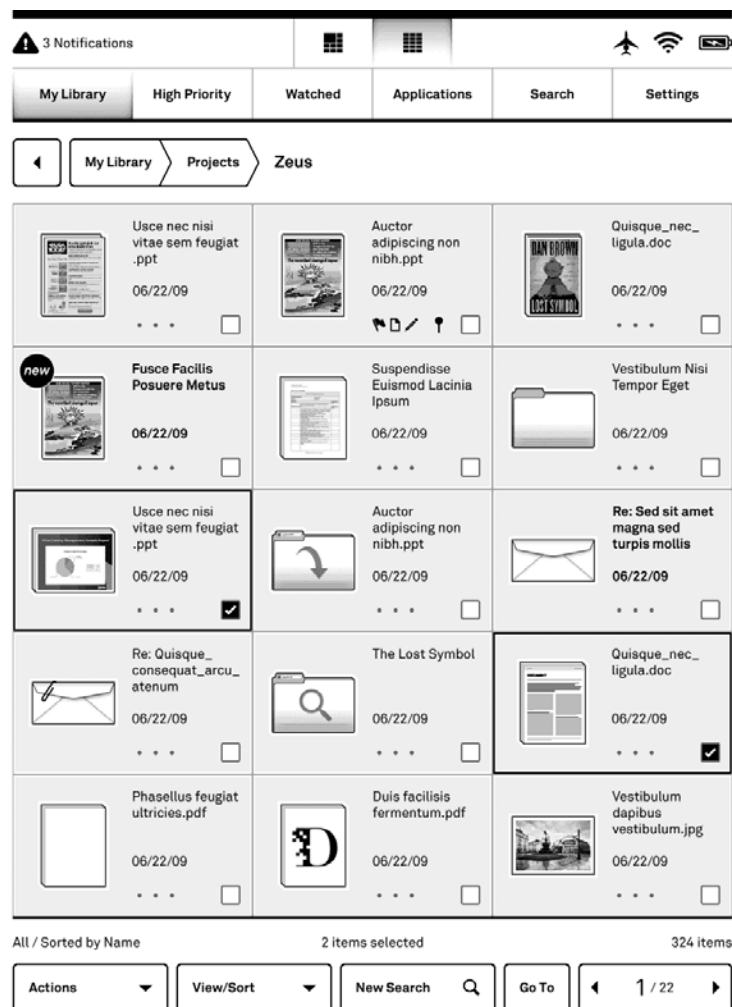 3 Notifications
My Library
High Priority
Watched
Applications
Search
Settings
My Library
Projects
Zeus
Usce nec nisi
vitae sem feugiat
.ppt
06/22/09
Auctor
adipiscing non
nibh.ppt
06/22/09
DAN BROWN
LOST SYMBOL
Quisque_nec_
ligula.doc
06/22/09
new
Fusce Facilis
Posuere Metus
06/22/09
Suspendisse
Euismod Lacinia
Ipsum
06/22/09
Vestibulum Nisi
Tempor Eget
06/22/09
Usce nec nisi
vitae sem feugiat
.ppt
06/22/09
Auctor
adipiscing non
nibh.ppt
06/22/09
Re: Sed sit amet
magna sed
turpis mollis
06/22/09
Re: Quisque_
consequat_arcu_
atenum
06/22/09
The Lost Symbol
06/22/09
Quisque_nec_
ligula.doc
06/22/09
Phasellus feugiat
ultricies.pdf
06/22/09
D
Duis facilisis
fermentum.pdf
06/22/09
Vestibulum
dapibus
vestibulum.jpg
06/22/09
All / Sorted by Name
2 items selected
324 items
Actions
View/Sort
New Search
Go To
1 / 22